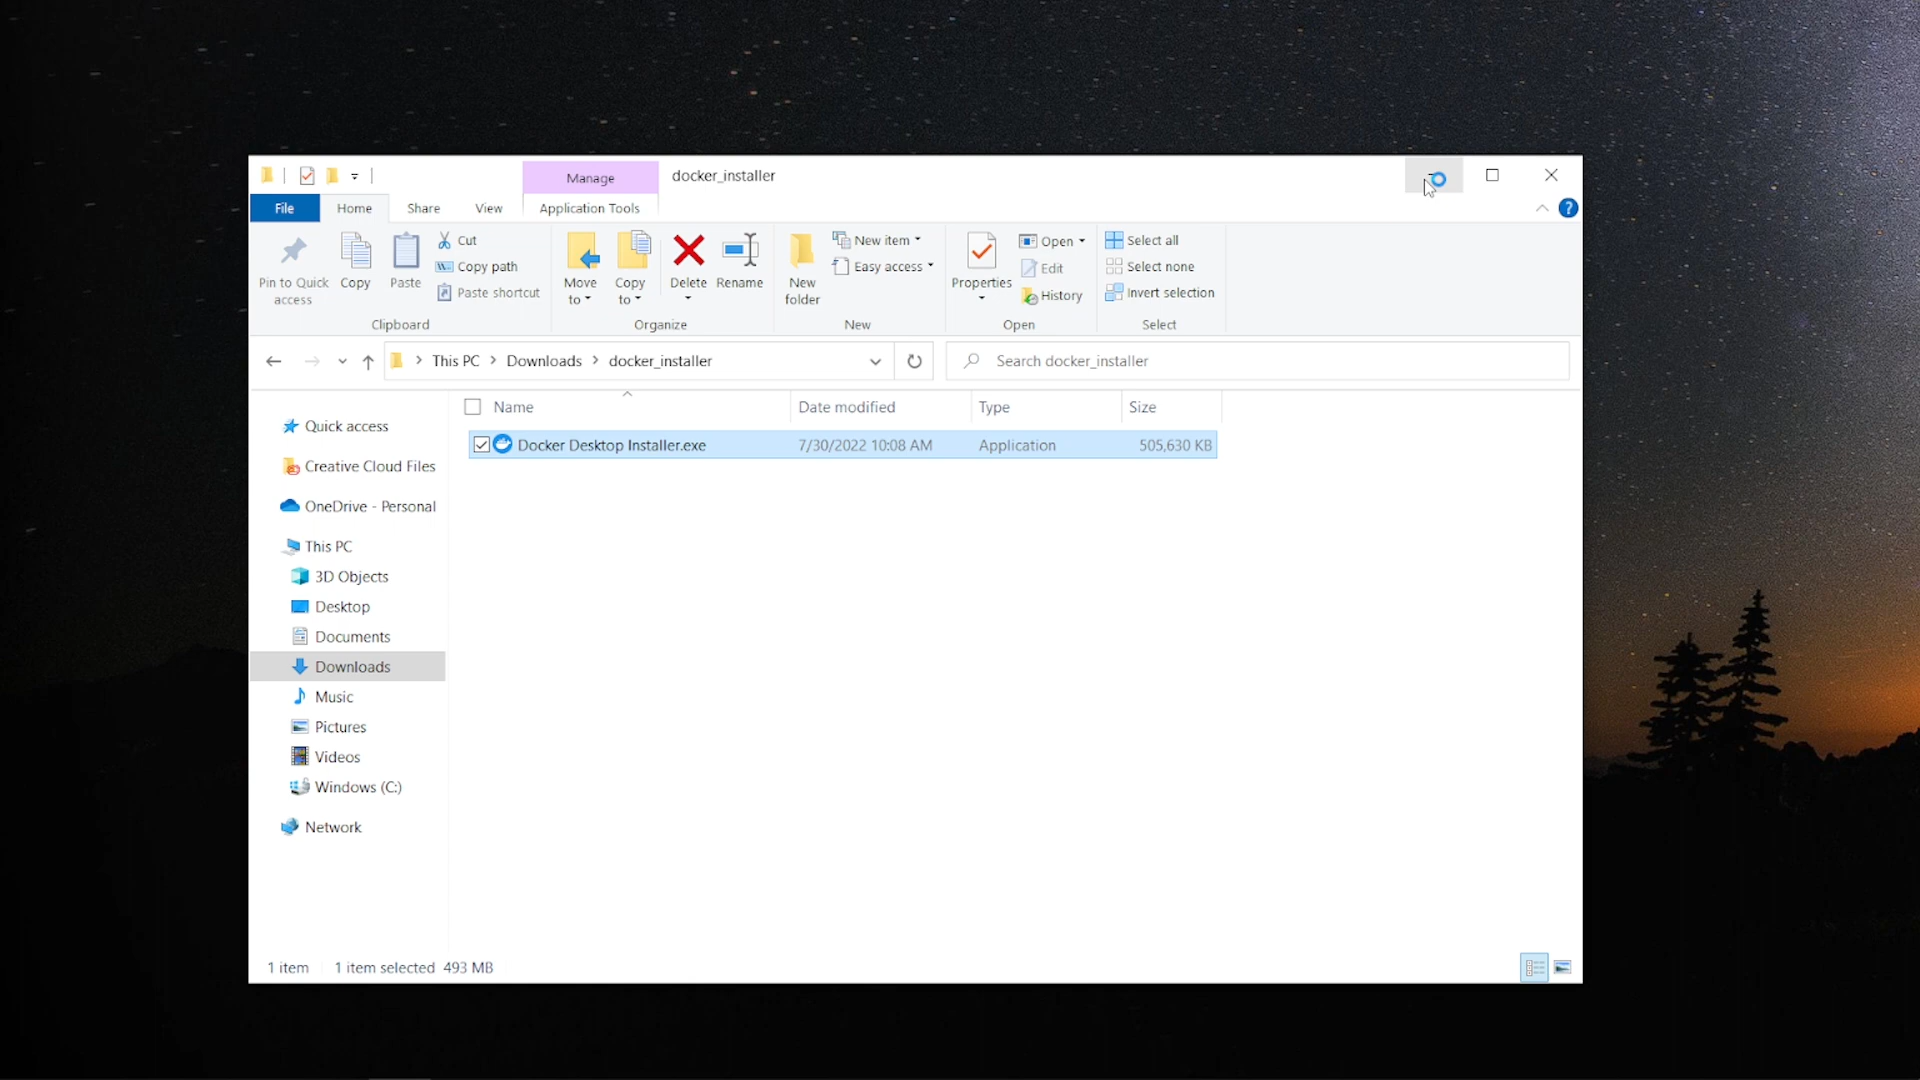 Manage
docker_installer
File
Home
Share
View
Application Tools
?
Pin to Quick
access
Copy
Paste
Cut
Copy path
Paste shortcut
Clipboard
Move
to
Copy
to
Delete
Rename
Organize
New
folder
New item
Easy access
New
Properties
Open
Edit
History
Open
Select all
Select none
Invert selection
Select
This PC
Downloads
docker_installer
Search docker_installer
Name
Date modified
Type
Size
Docker Desktop Installer.exe
7/30/2022 10:08 AM
Application
505,630 KB
Quick access
Creative Cloud Files
OneDrive - Personal
This PC
3D Objects
Desktop
Documents
Downloads
Music
Pictures
Videos
Windows (C:)
Network
1 item
1 item selected 493 MB